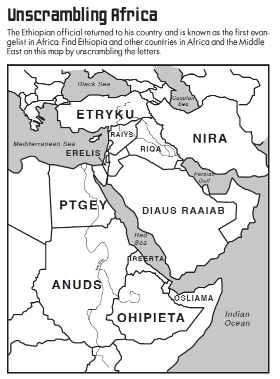 Unscrambling Africa
The Ethiopian official returned to his country and is known as the first evan-
gelist in Africa. Find Ethiopia and other countries in Africa and the Middle
East on this map by unscrambling the letters.
Black Sea
Caspian
Sea
ETRYKU
RAIYS
NIRA
Mediterranean Sea
RIQA
ERELIS
Persian
Gulf
PTGEY
DIAUS RAAIAB
Red
Sea
IREERTA
ANUDS
OSLIAMA
OHIPIETA
Indian
Ocean